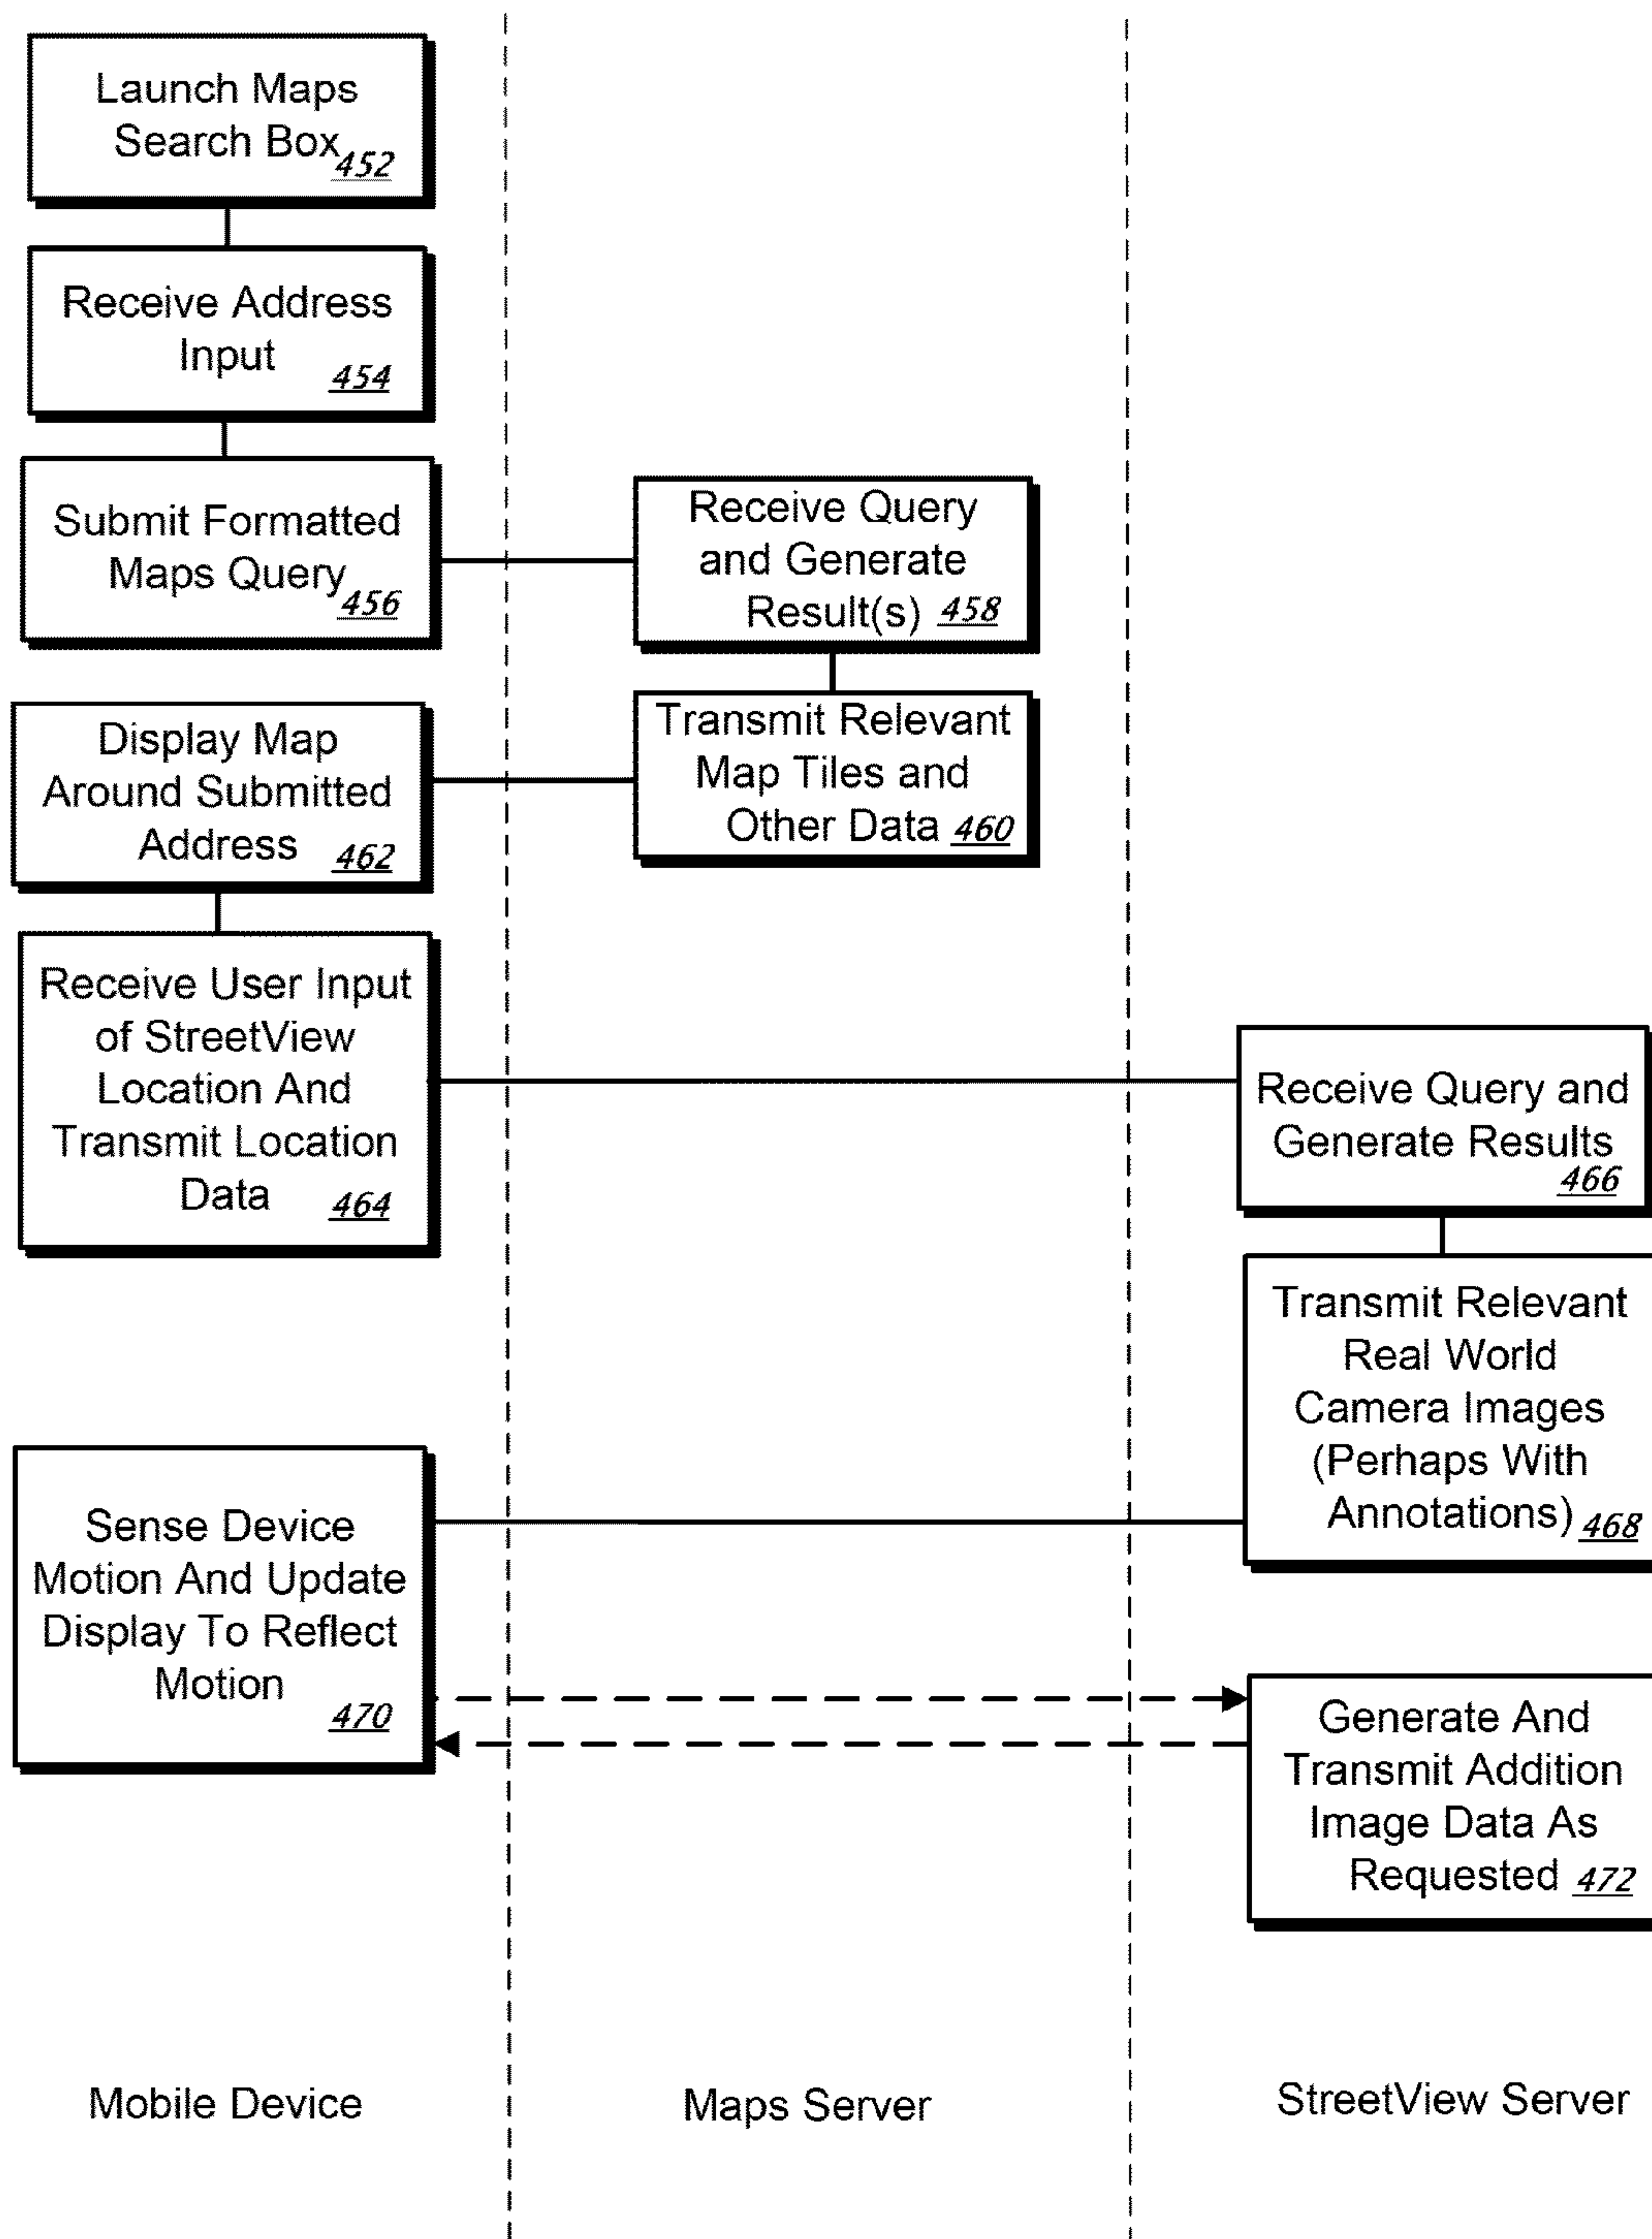 Launch Maps
Search Box 452
Receive Address
Input 454
Submit Formatted
Maps Query 456
Receive Query
and Generate
Result(s) 458
Transmit Relevant
Map Tiles and
Other Data 460
Display Map
Around Submitted
Address 462
Receive User Input
of StreetView
Location And
Transmit Location
Data 464
Receive Query and
Generate Results
466
Transmit Relevant
Real World
Camera Images
(Perhaps With
Annotations) 468
Sense Device
Motion And Update
Display To Reflect
Motion
470
Generate And
Transmit Addition
Image Data As
Requested 472
Mobile Device
Maps Server
StreetView Server